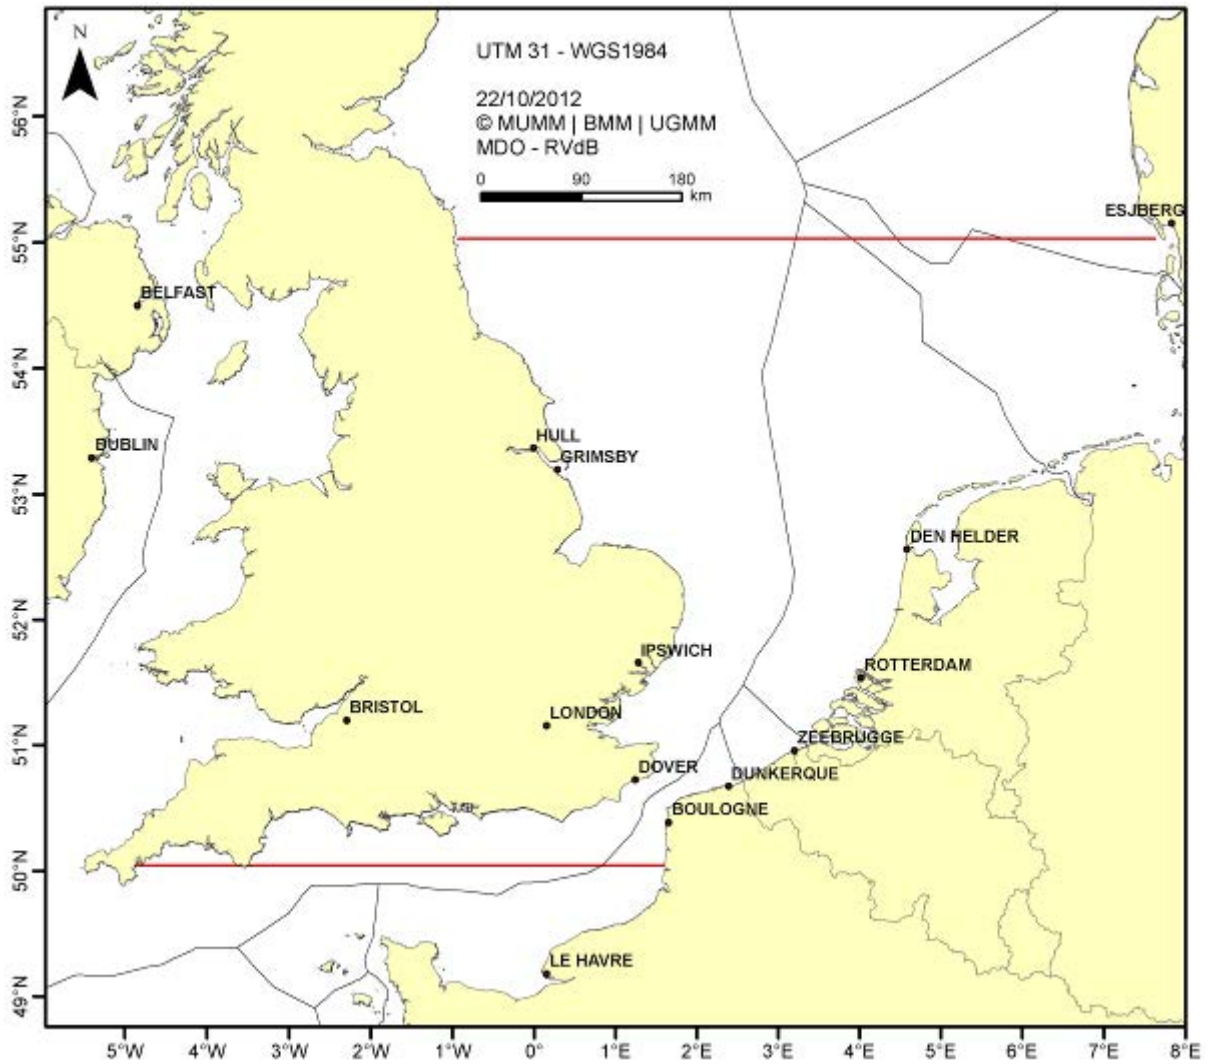 N
UTM 31 - WGS1984
22/10/2012
© MUMM | BMM | UGMM
MDO - RVdB
0 90 180
km
56°N
ESJBERG
55°N
BELFAST
54°N
BUBLIN
HULL
GRIMSBY
53°N
DEN HELDER
52°N
IPSWICH
ROTTERDAM
BRISTOL
LONDON
51°N
ZEEBRUGGE
DOVER
DUNKERQUE
BOULOGNE
50°N
LE HAVRE
49°N
5°W 4°W 3°W 2°W 1°W 0° 1°E 2°E 3°E 4°E 5°E 6°E 7°E 8°E